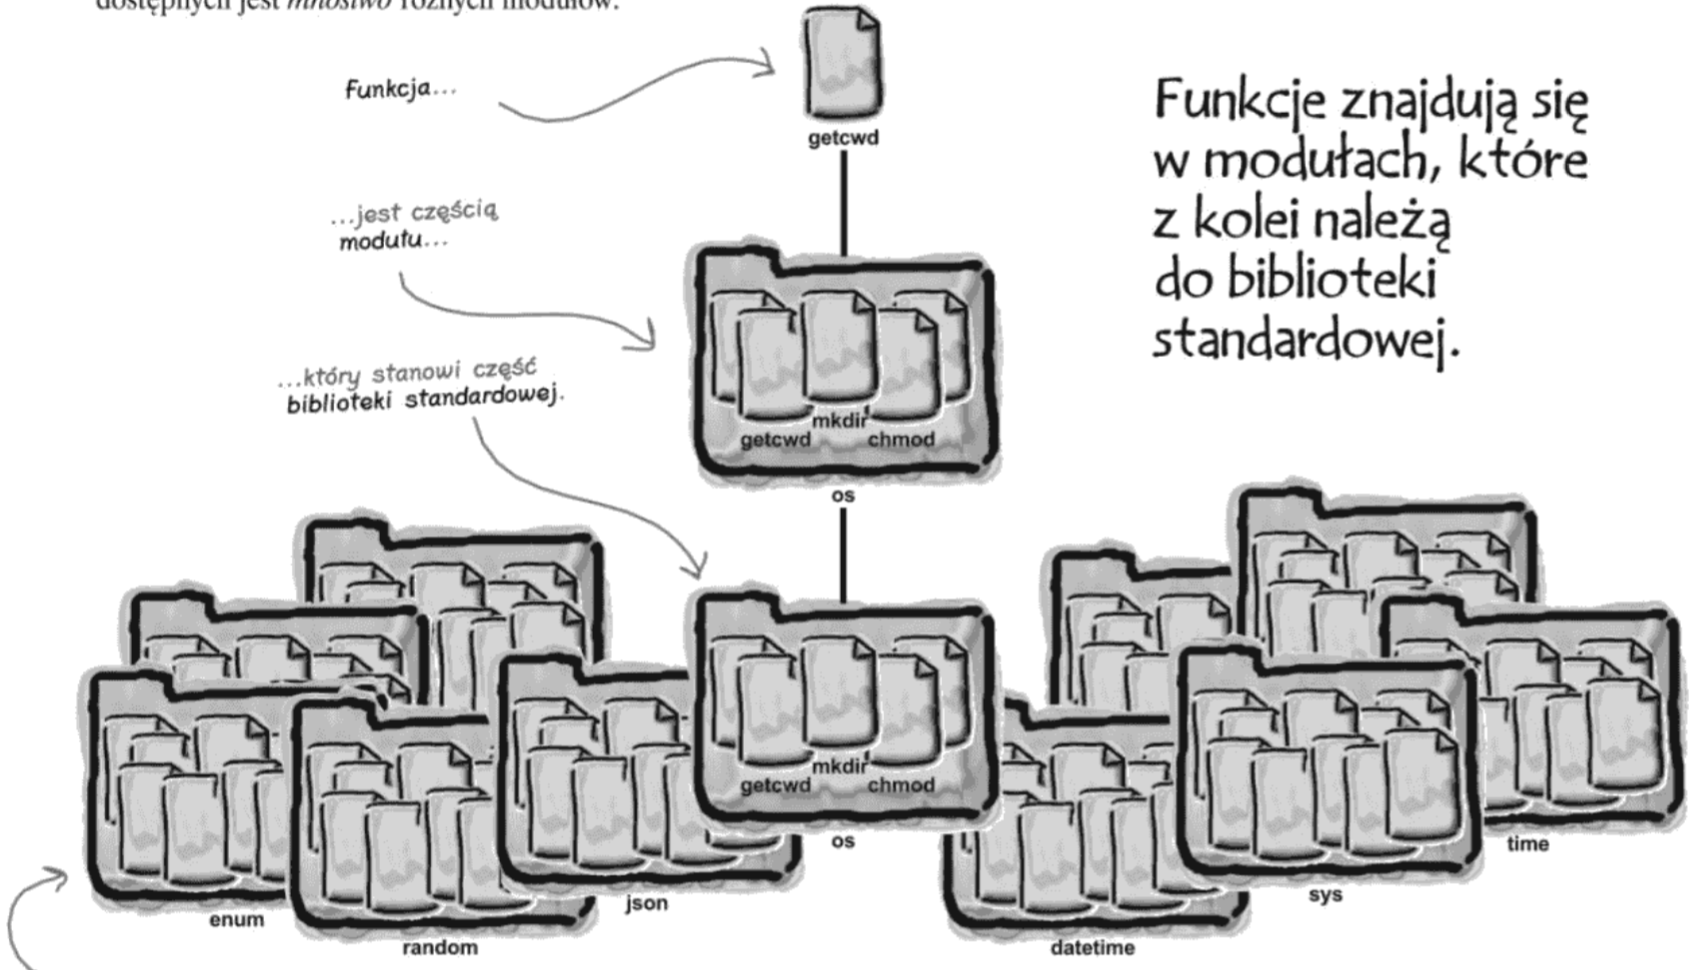 dostępnych jest mnóstwo różnych modułów.
Funkcja...
getcwd
Funkcje znajdują się
w modułach, które
z kolei należą
do biblioteki
standardowej.
...jest częścią
modułu...
mkdir
getcwd
chmod
os
...który stanowi część
biblioteki standardowej.
mkdir
getcwd
chmod
os
enum
random
json
datetime
sys
time